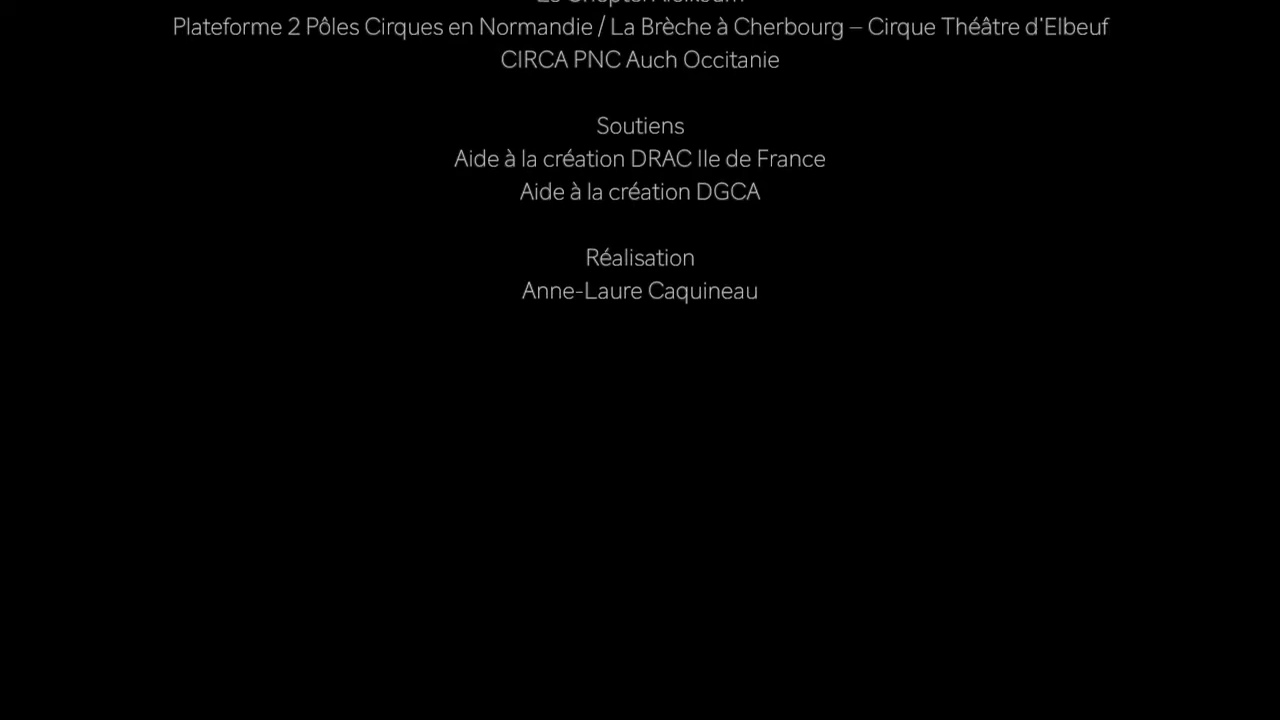 Plateforme 2 Pôles Cirques en Normandie / La Brèche à Cherbourg – Cirque Théâtre d'Elbeuf
CIRCA PNC Auch Occitanie
Soutiens
Aide à la création DRAC Ile de France
Aide à la création DGCA
Réalisation
Anne-Laure Caquineau